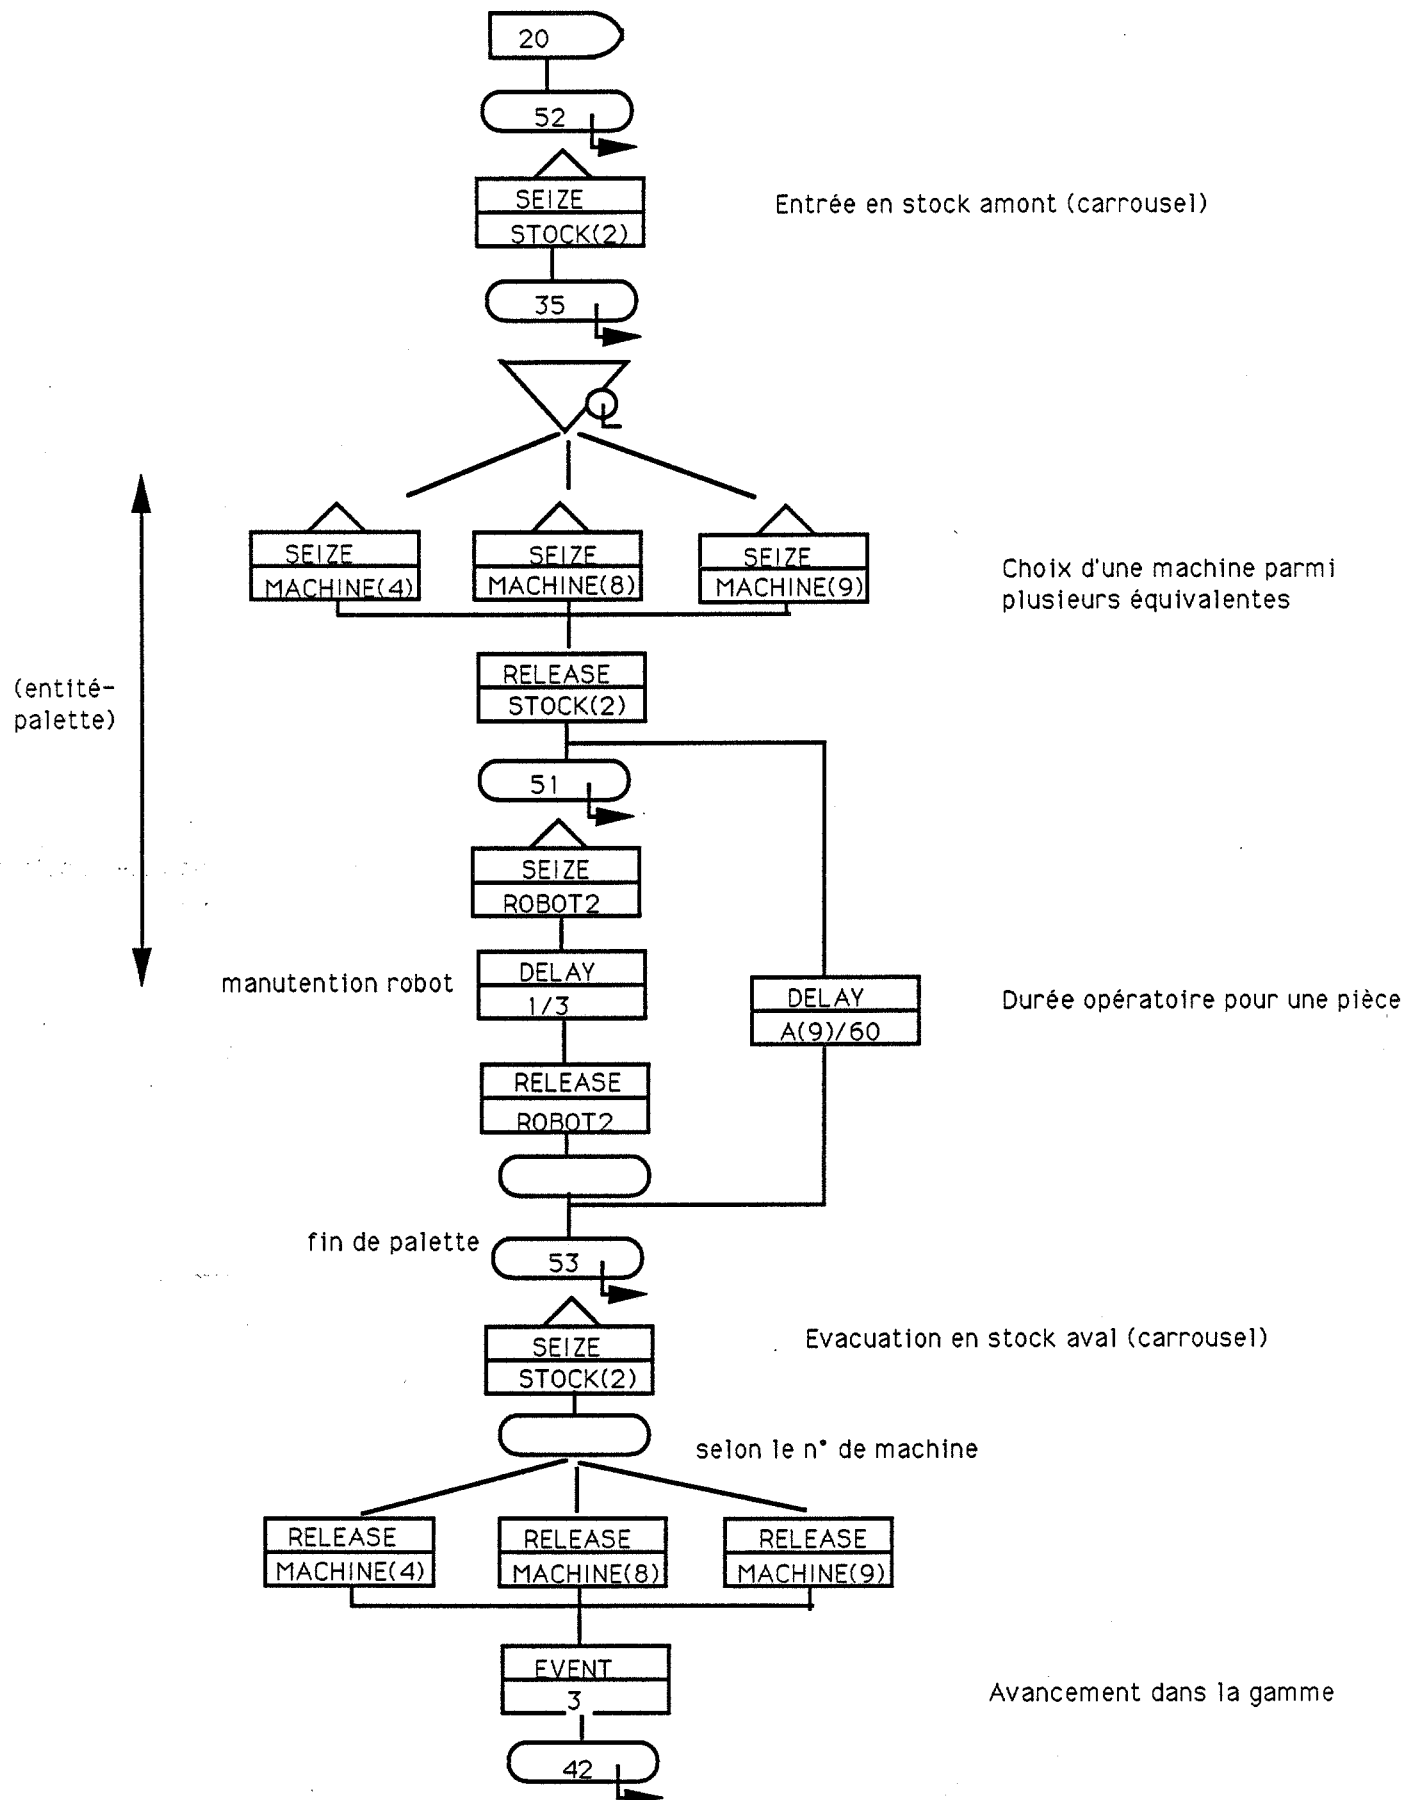 20
52
SEIZE
STOCK(2)
Entrée en stock amont (carrousel)
35
SEIZE
MACHINE(4)
SEIZE
MACHINE(8)
SEIZE
MACHINE(9)
Choix d'une machine parmi
plusieurs équivalentes
(entité-
palette)
RELEASE
STOCK(2)
51
SEIZE
ROBOT2
manutention robot
DELAY
1/3
DELAY
A(9)/60
Durée opératoire pour une pièce
RELEASE
ROBOT2
fin de palette
53
SEIZE
STOCK(2)
Evacuation en stock aval (carrousel)
selon le n° de machine
RELEASE
MACHINE(4)
RELEASE
MACHINE(8)
RELEASE
MACHINE(9)
EVENT
3
Avancement dans la gamme
42